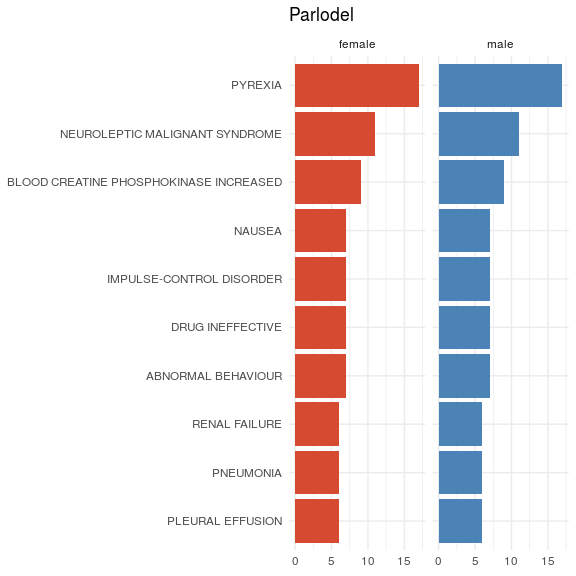 Parlodel
female male
PYREXIA
NEUROLEPTIC MALIGNANT SYNDROME
BLOOD CREATINE PHOSPHOKINASE INCREASED
NAUSEA
IMPULSE-CONTROL DISORDER
DRUG INEFFECTIVE
ABNORMAL BEHAVIOUR
RENAL FAILURE
PNEUMONIA
PLEURAL EFFUSION
0 5 10 15 0 5 10 15